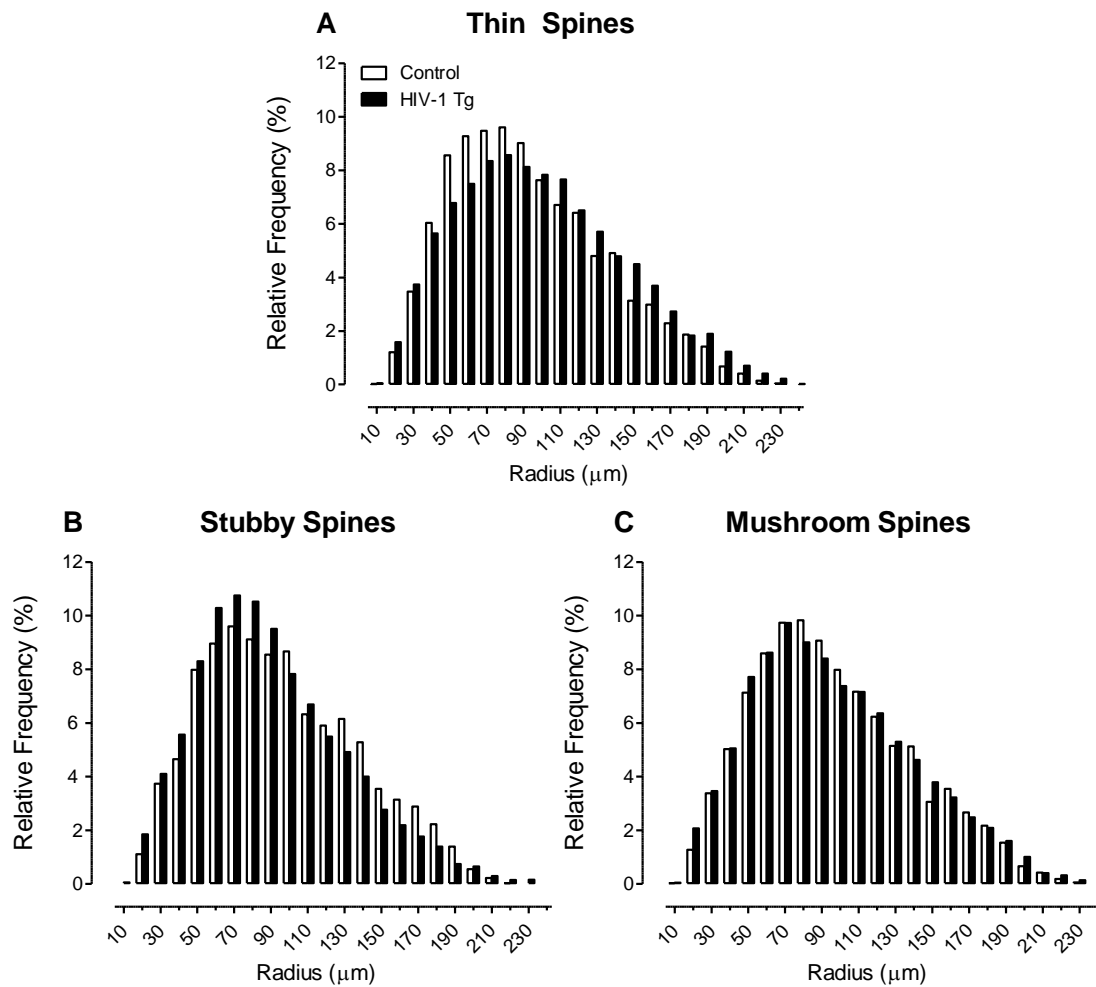 A Thin Spines
Control
HIV-1 Tg
Relative Frequency (%)
12
10
8
6
4
2
0
10 30 50 70 90 110 130 150 170 190 210 230
Radius (μm)
B Stubby Spines
Relative Frequency (%)
12
10
8
6
4
2
0
10 30 50 70 90 110 130 150 170 190 210 230
Radius (μm)
C Mushroom Spines
Relative Frequency (%)
12
10
8
6
4
2
0
10 30 50 70 90 110 130 150 170 190 210 230
Radius (μm)